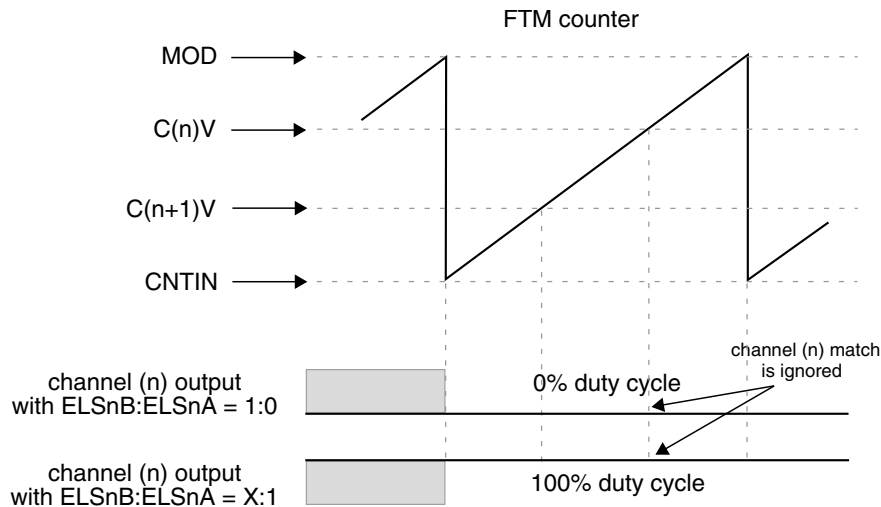 FTM counter
MOD
C(n)V
C(n+1)V
CNTIN
channel (n) match
is ignored
channel (n) output
with ELSnB:ELSnA = 1:0
0% duty cycle
channel (n) output
with ELSnB:ELSnA = X:1
100% duty cycle